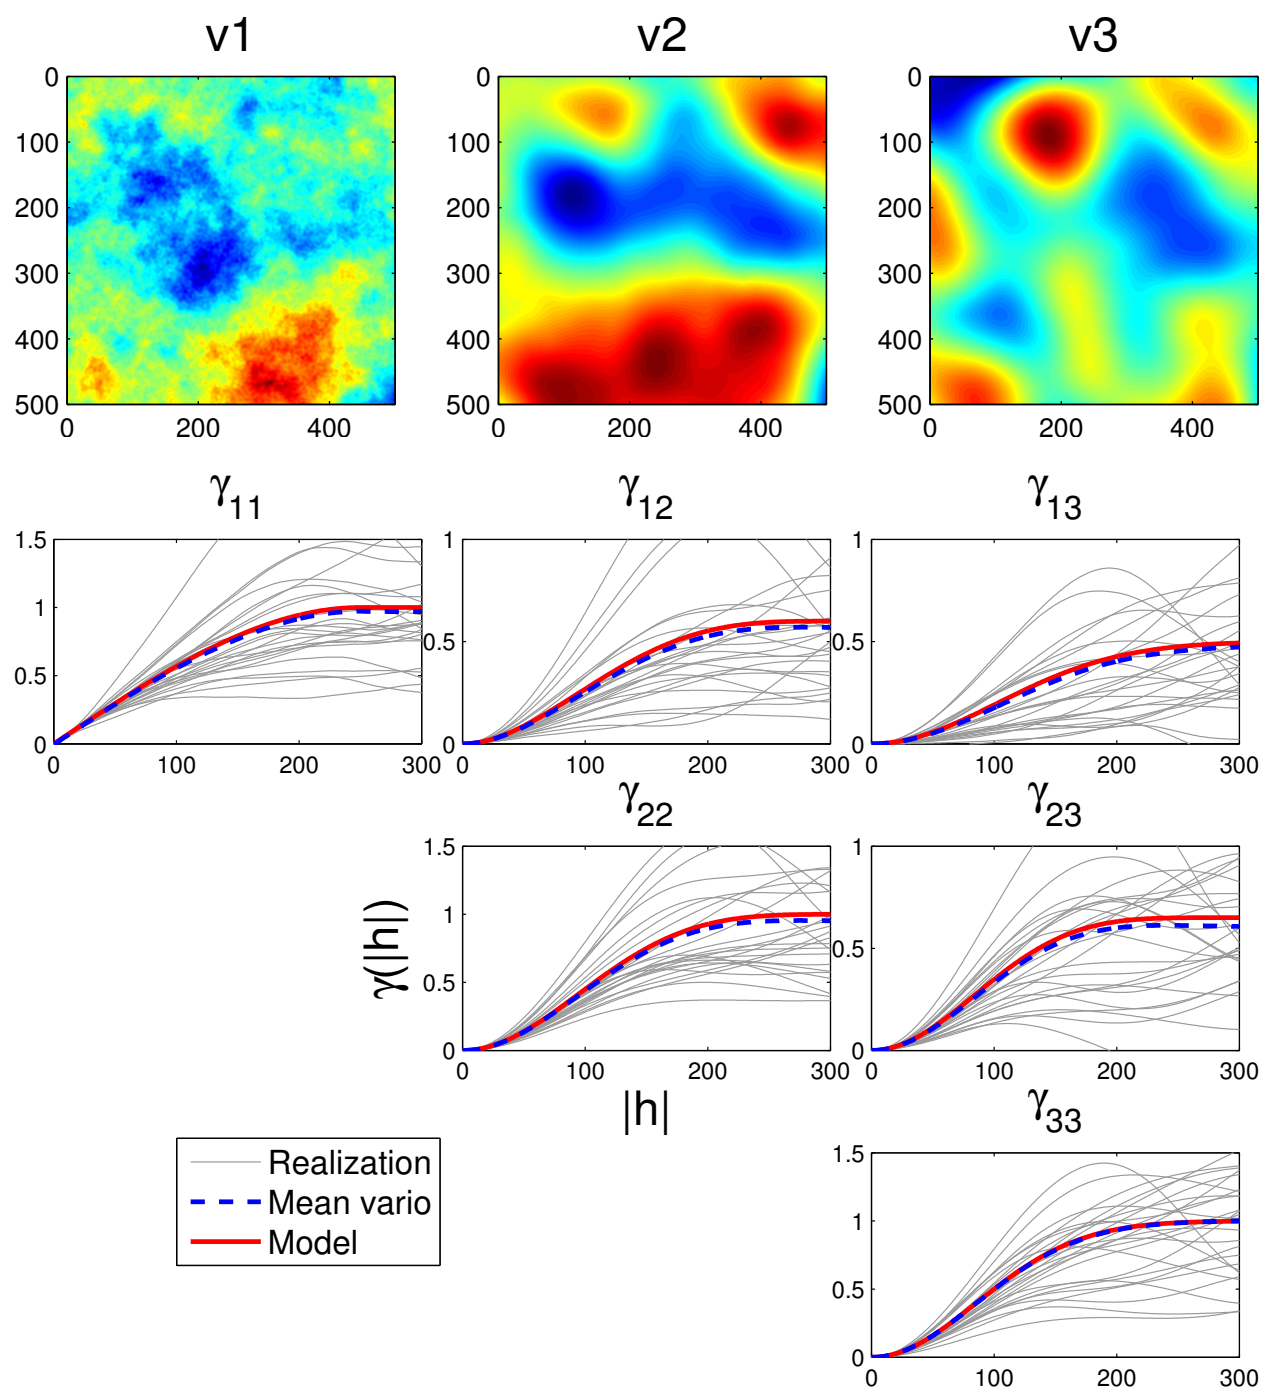 v1 v2 v3
0 0 0
100 100 100
200 200 200
300 300 300
400 400 400
500 500 500
0 200 400 0 200 400 0 200 400
γ11 γ12 γ13
1.5 1 1
1 0.5 0.5
0.5
0 0 0
0 100 200 300 0 100 200 300 0 100 200 300
γ22 γ23
1.5 1
1 0.5
0.5
0 0
0 100 200 300 0 100 200 300
γ(|h|)
|h|
γ33
1.5
1
0.5
0
0 100 200 300
Realization
Mean vario
Model